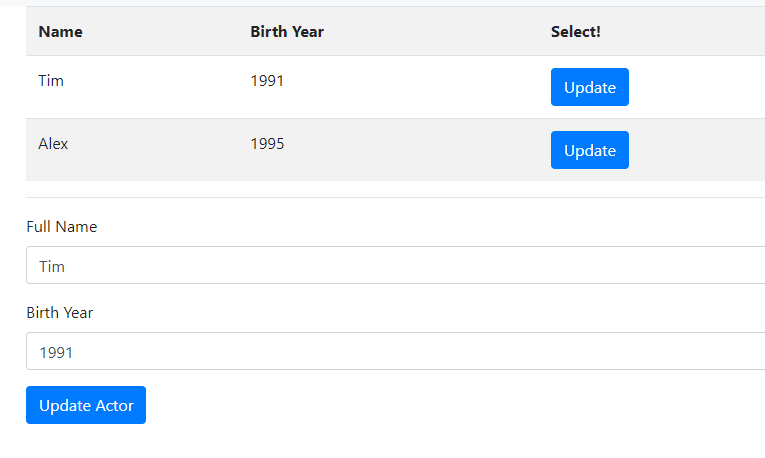 Name Birth Year Select!
Tim 1991 Update
Alex 1995 Update
Full Name
Tim
Birth Year
1991
Update Actor